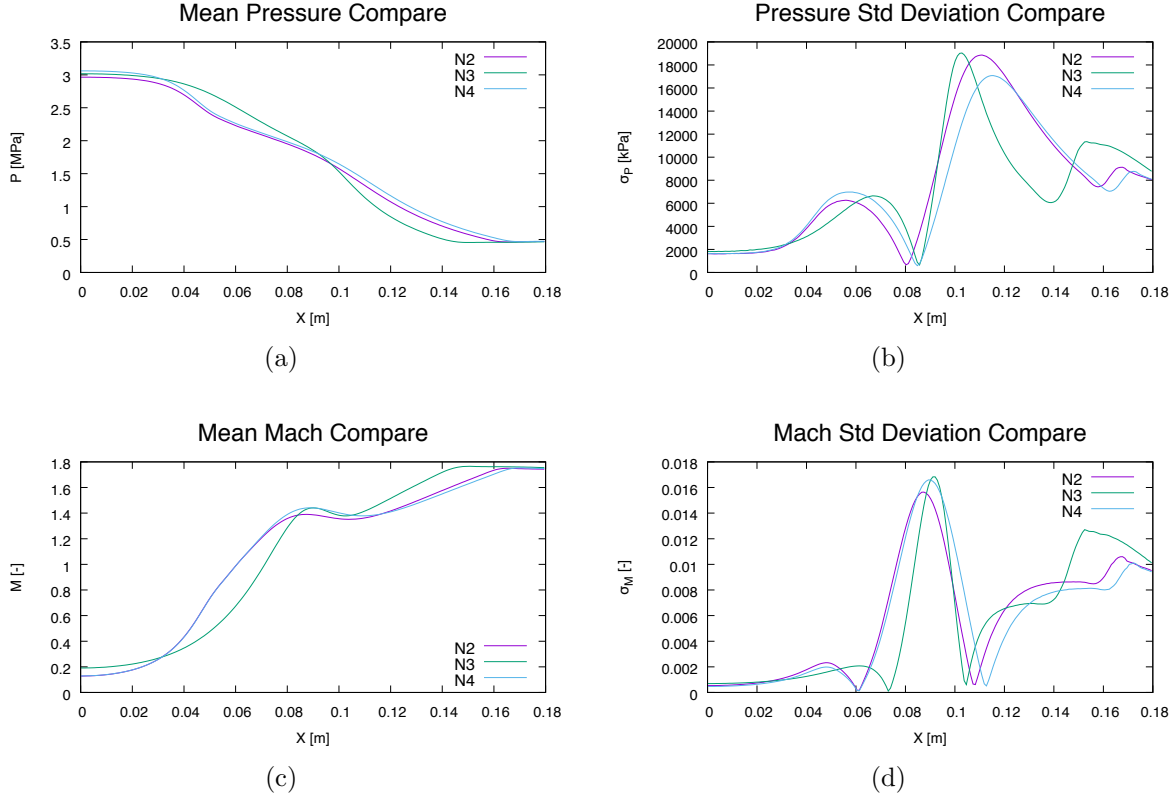 Mean Pressure Compare
3.5
3
2.5
2
1.5
1
0.5
0
P [MPa]
N2
N3
N4
0 0.02 0.04 0.06 0.08 0.1 0.12 0.14 0.16 0.18
X [m]
(a)
Pressure Std Deviation Compare
20000
18000
16000
14000
12000
10000
8000
6000
4000
2000
0
σP [kPa]
N2
N3
N4
0 0.02 0.04 0.06 0.08 0.1 0.12 0.14 0.16 0.18
X [m]
(b)
Mean Mach Compare
1.8
1.6
1.4
1.2
1
0.8
0.6
0.4
0.2
0
M [-]
N2
N3
N4
0 0.02 0.04 0.06 0.08 0.1 0.12 0.14 0.16 0.18
X [m]
(c)
Mach Std Deviation Compare
0.018
0.016
0.014
0.012
0.01
0.008
0.006
0.004
0.002
0
σM [-]
N2
N3
N4
0 0.02 0.04 0.06 0.08 0.1 0.12 0.14 0.16 0.18
X [m]
(d)